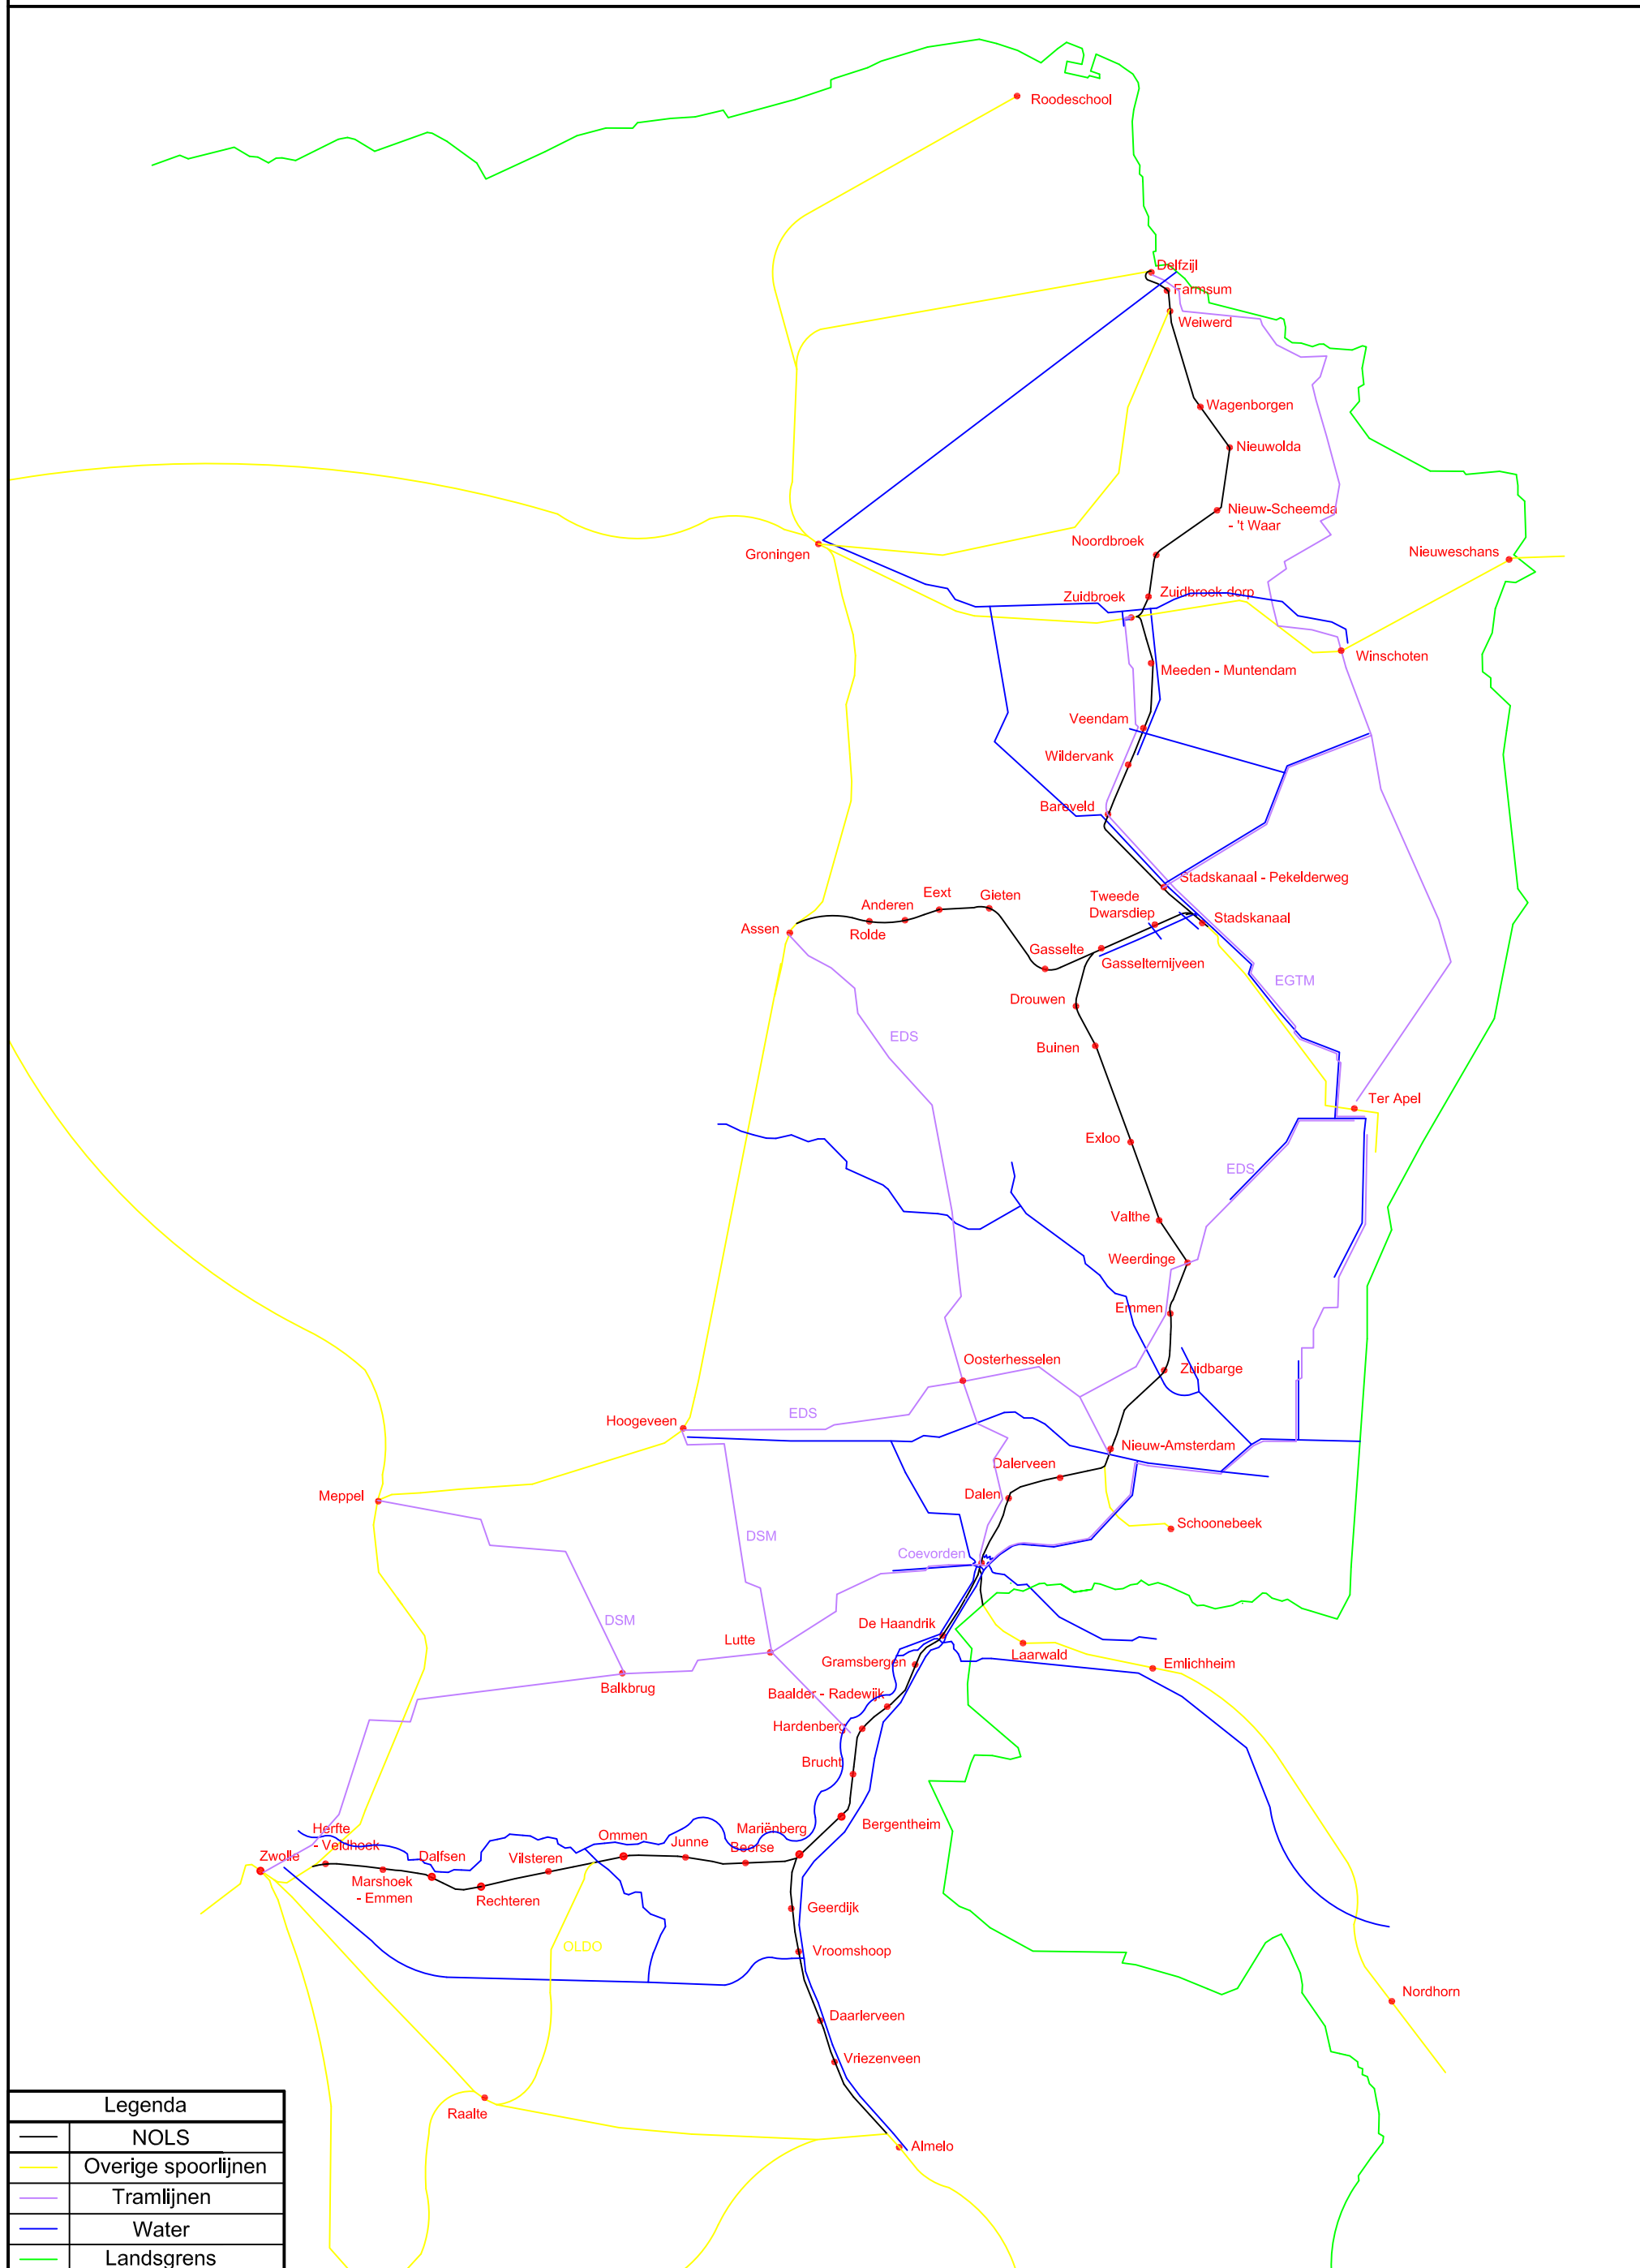 Roodeschool
Delfzijl
Farmsum
Weiwerd
Wagenborgen
Nieuwolda
Nieuw-Scheemda
- 't Waar
Noordbroek
Groningen
Nieuweschans
Zuidbroek
Zuidbroek dorp
Winschoten
Meeden - Muntendam
Veendam
Wildervank
Bareveld
Stadskanaal - Pekelderweg
Eext
Gieten
Tweede
Dwarsdiep
Anderen
Stadskanaal
Assen
Rolde
Gasselte
Gasselternijveen
EGTM
Drouwen
EDS
Buinen
Ter Apel
Exloo
EDS
Valthe
Weerdinge
Emmen
Oosterhesselen
Zuidbarge
EDS
Hoogeveen
Nieuw-Amsterdam
Dalerveen
Meppel
Dalen
Schoonebeek
DSM
Coevorden
DSM
De Haandrik
Lutte
Laarwald
Gramsbergen
Emlichheim
Balkbrug
Baalder - Radewijk
Hardenberg
Brucht
Bergentheim
Herfte
- Veldhoek
Mariënberg
Ommen
Junne
Beerse
Zwolle
Dalfsen
Vilsteren
Marshoek
- Emmen
Rechteren
Geerdijk
OLDO
Vroomshoop
Nordhorn
Daarlerveen
Vriezenveen
Raalte
Almelo
Legenda
NOLS
Overige spoorlijnen
Tramlijnen
Water
Landsgrens